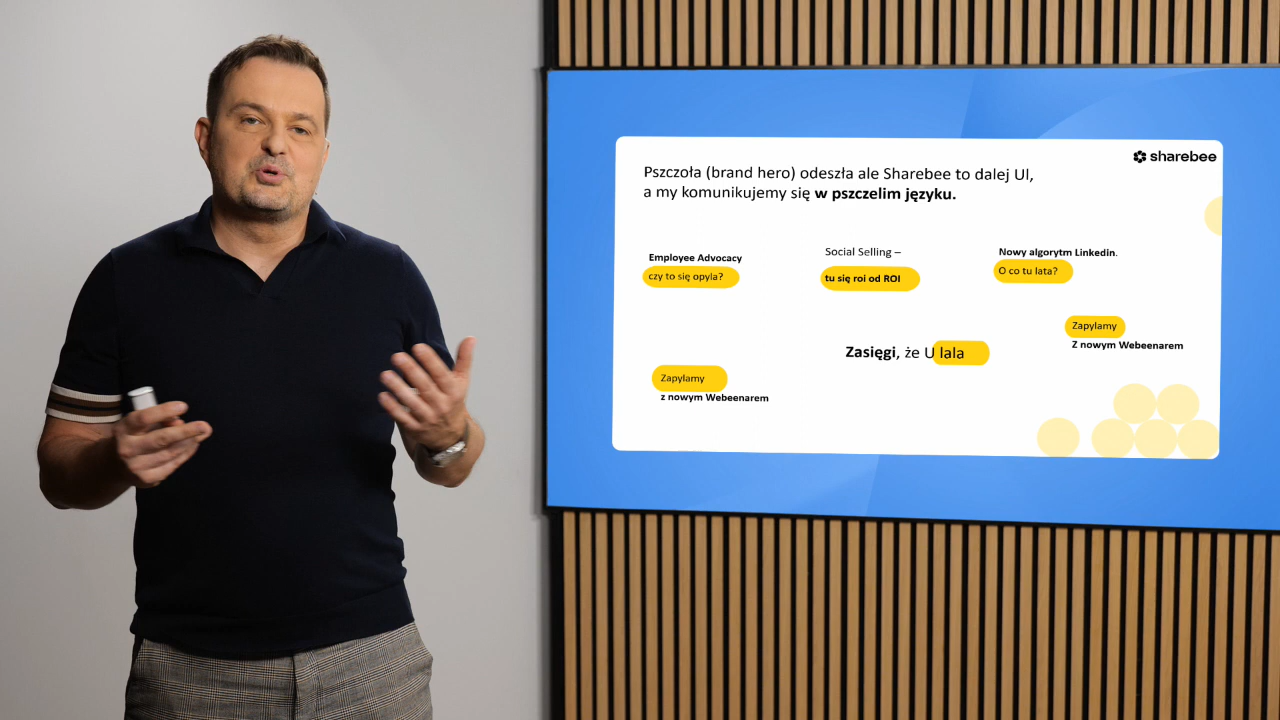 sharebee
Pszczoła (brand hero) odeszła ale Sharebee to dalej Ul,
a my komunikujemy się w pszczelim języku.
Employee Advocacy
czy to się opyla?
Social Selling –
tu się roi od ROI
Nowy algorytm Linkedin.
O co tu lata?
Zapylamy
Z nowym Webeenarem
Zasięgi, że U lala
Zapylamy
z nowym Webeenarem